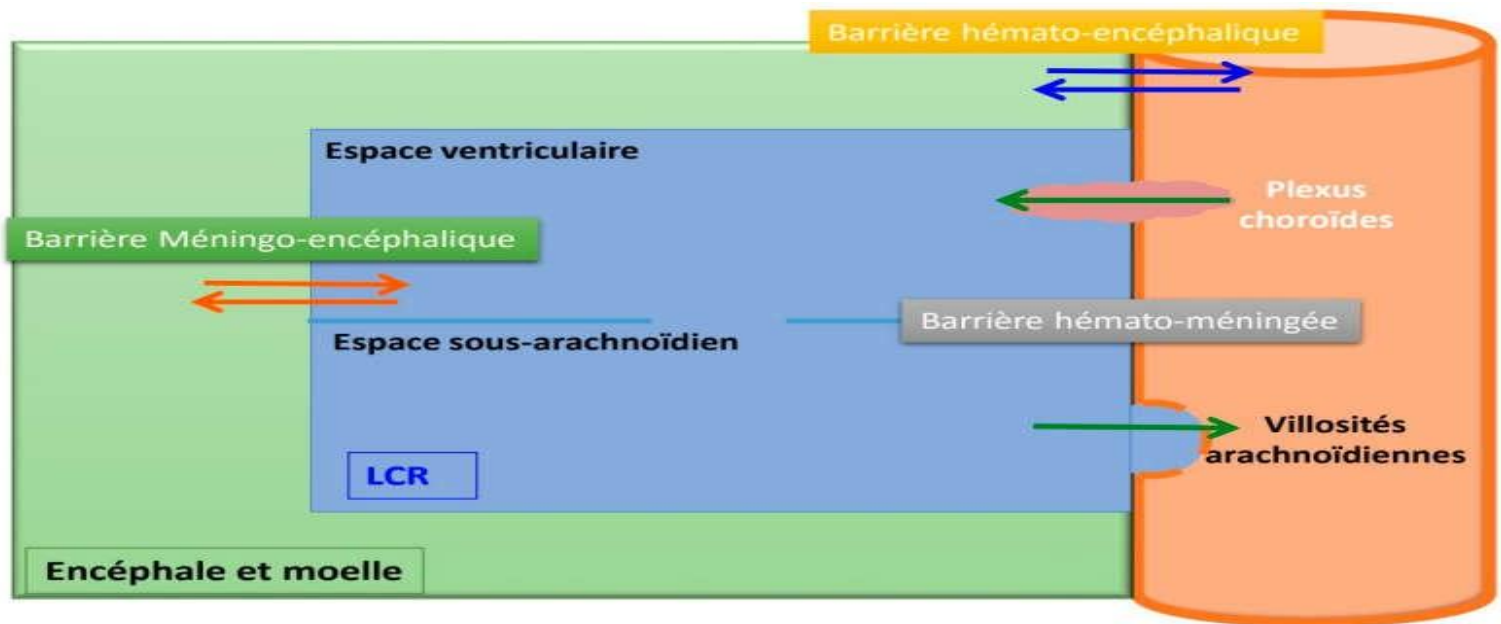 Barrière hémato-encéphalique
Espace ventriculaire
Plexus
choroïdes
Barrière Méningo-encéphalique
Barrière hémato-méningée
Espace sous-arachnoïdien
Villosités
arachnoïdiennes
LCR
Encéphale et moelle